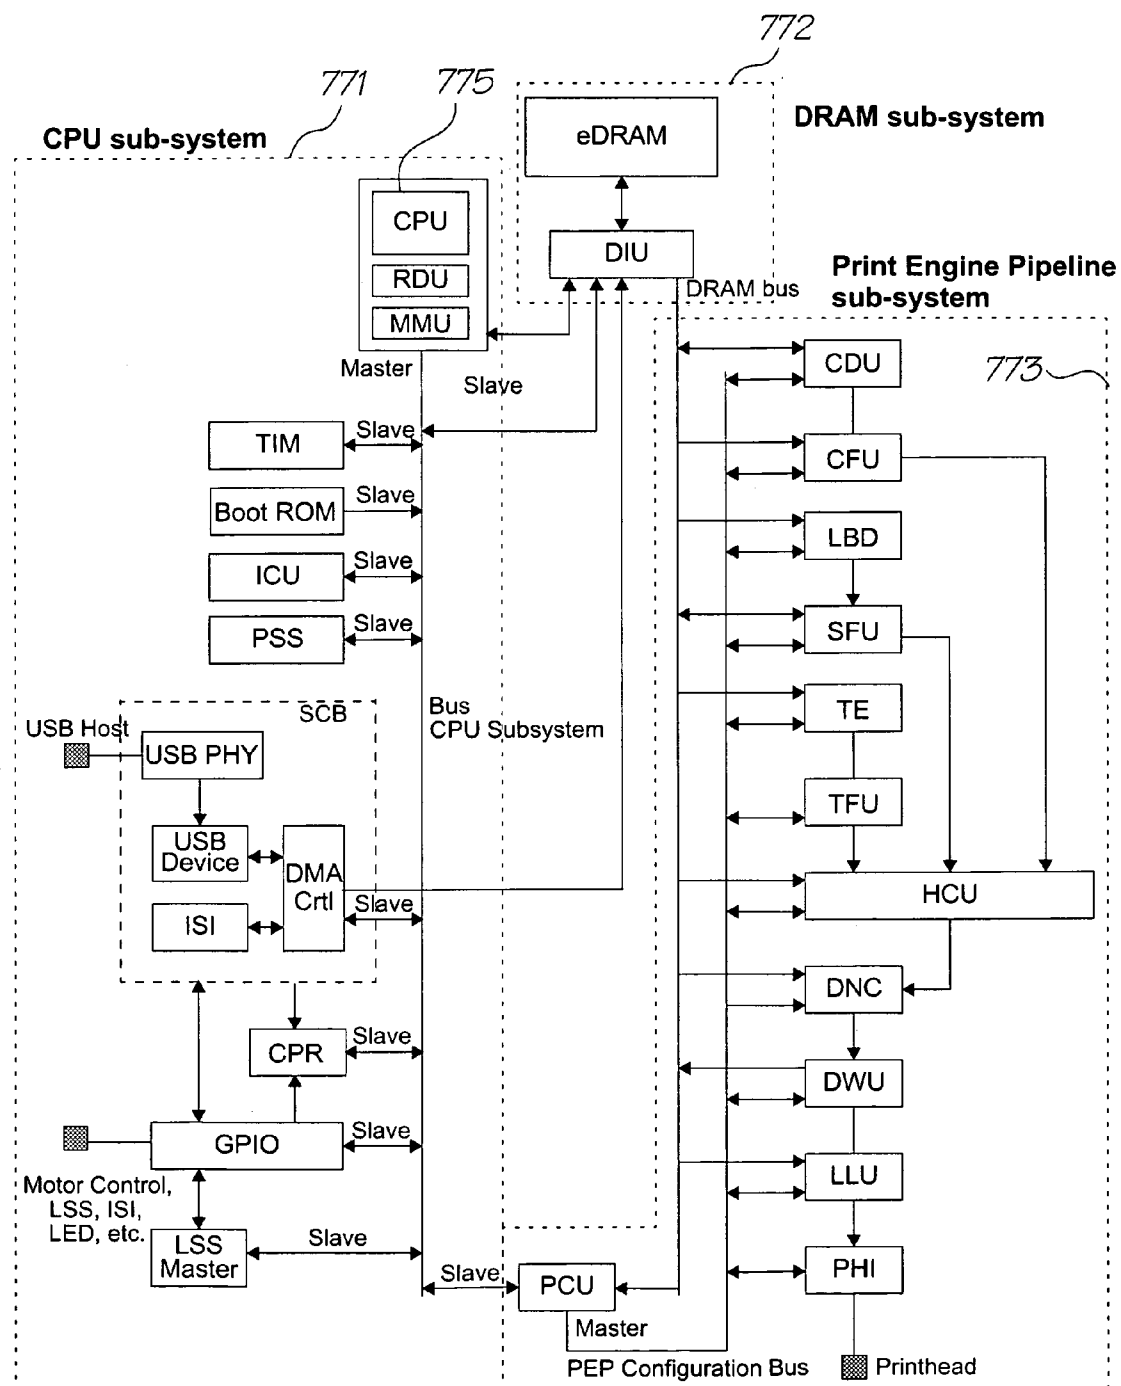 772
771
775
CPU sub-system
DRAM sub-system
eDRAM
CPU
DIU
RDU
MMU
DRAM bus
Print Engine Pipeline
sub-system
Master
Slave
773
CDU
TIM
Slave
CFU
Boot ROM
Slave
LBD
ICU
Slave
PSS
Slave
SFU
SCB
Bus
CPU Subsystem
TE
USB Host
USB PHY
TFU
USB
Device
DMA
Crtl
Slave
HCU
ISI
DNC
CPR
Slave
DWU
GPIO
Slave
Motor Control,
LSS, ISI,
LED, etc.
LLU
LSS
Master
Slave
PHI
Slave
PCU
Master
PEP Configuration Bus
Printhead